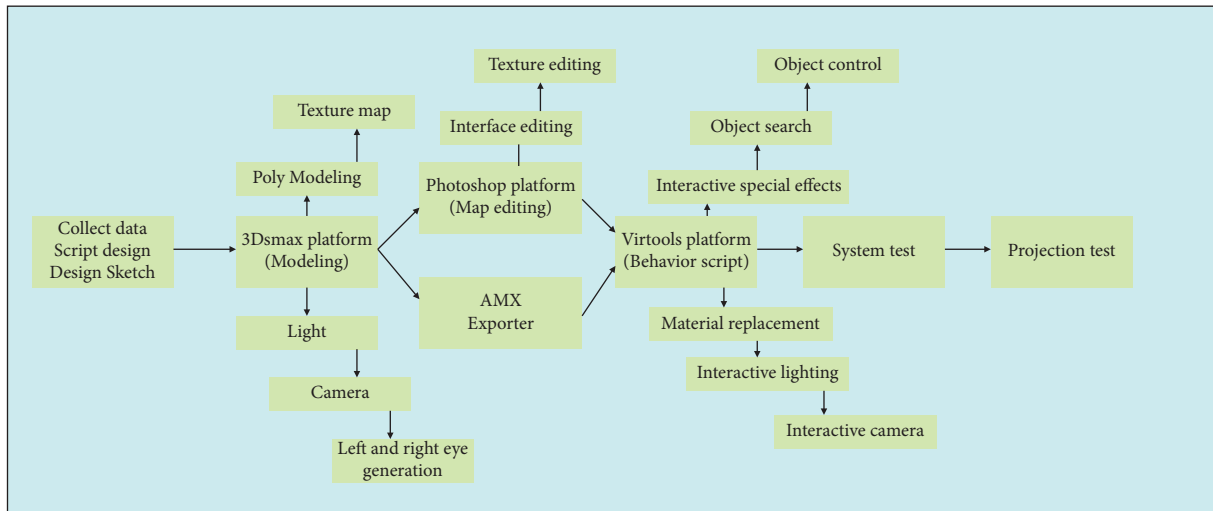 Texture editing
Object control
Texture map
Interface editing
Object search
Poly Modeling
Photoshop platform
(Map editing)
Interactive special effects
Collect data
Script design
Design Sketch
3Dsmax platform
(Modeling)
Virtools platform
(Behavior script)
System test
Projection test
AMX
Exporter
Light
Material replacement
Interactive lighting
Camera
Interactive camera
Left and right eye
generation